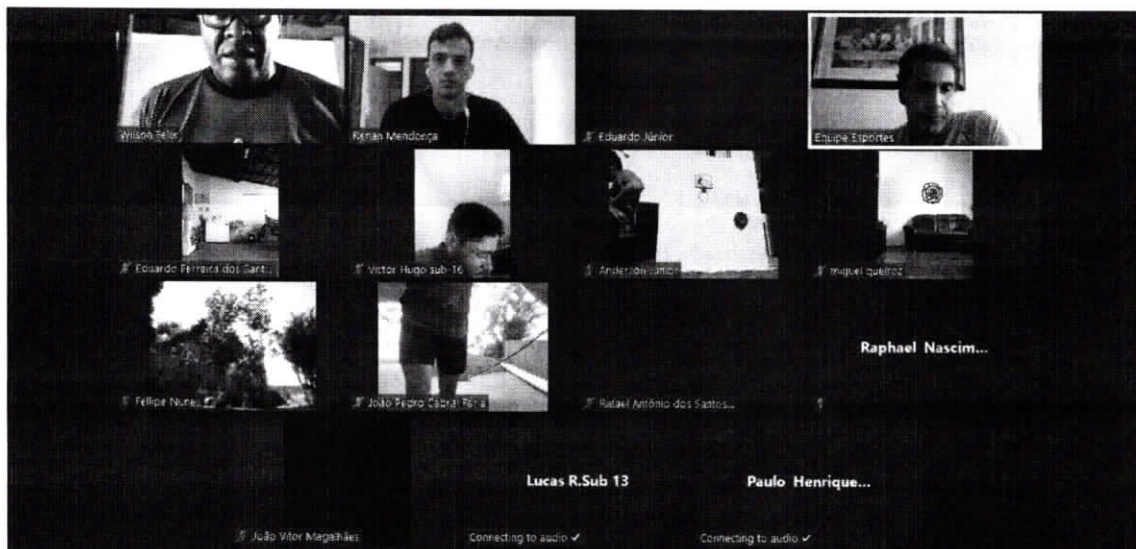 Wilson Teles
Renan Mendonça
Eduardo Júnior
Equipe Esportes
Eduardo Ferreira dos Sant...
Victor Hugo sub-16
Anderson Júnior
miguel queiroz
Fellipe Nunes
João Pedro Cabral Faria
Rafael Antônio dos Santos...
Raphael Nascim...
João Vitor Magalhães
Lucas R.Sub 13
Connecting to audio ✓
Paulo Henrique...
Connecting to audio ✓